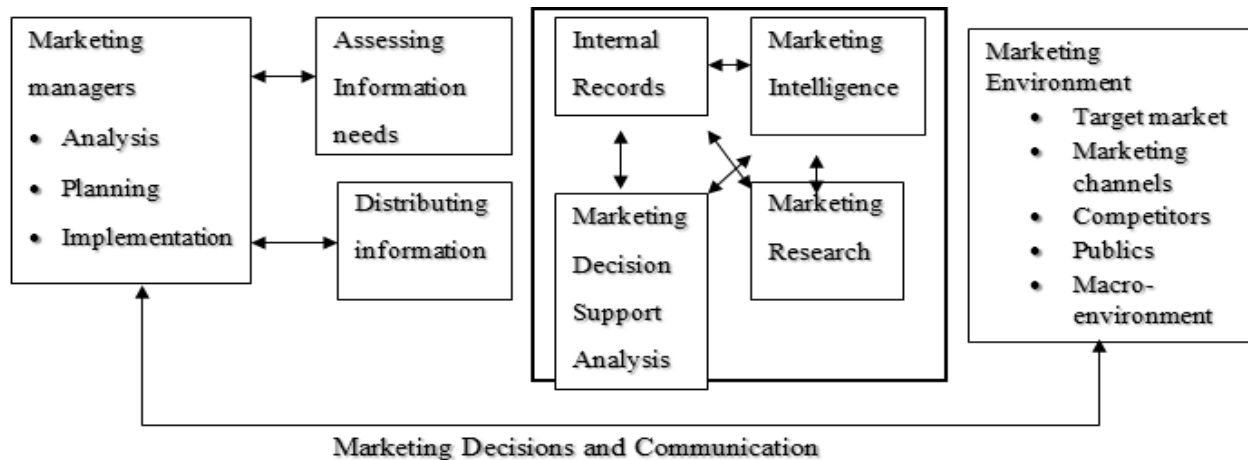 Marketing
managers
• Analysis
• Planning
• Implementation
Assessing
Information
needs
Distributing
information
Internal
Records
Marketing
Intelligence
Marketing
Decision
Support
Analysis
Marketing
Research
Marketing
Environment
• Target market
• Marketing
channels
• Competitors
• Publics
• Macro-
environment
Marketing Decisions and Communication